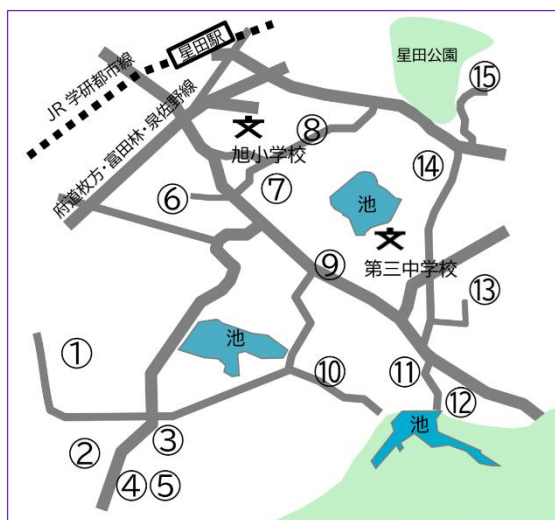 星田駅
JR 学研都市線
府道枚方・富田林・泉佐野線
星田公園
⑮
⑧
旭小学校
⑭
⑦
⑥
池
第三中学校
⑨
⑬
池
①
⑩
⑪
⑫
池
③
②
④⑤